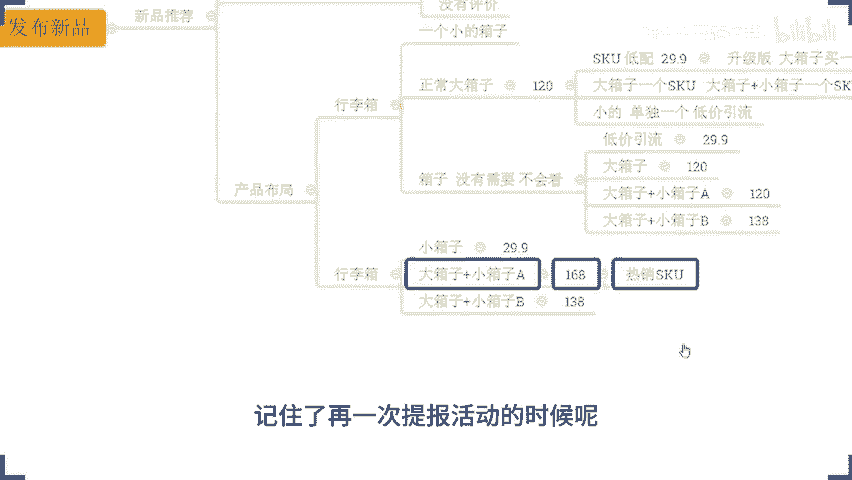 没有评价
发布新品
新品推荐
一个小的箱子
SKU 低配 29.9 升级版 大箱子买一
正常大箱子 120 大箱子一个SKU 大箱子+小箱子一个SK
行李箱
小的 单独一个 低价引流
低价引流 29.9
大箱子 120
箱子 没有需要 不会看
产品布局
大箱子+小箱子A 120
大箱子+小箱子B 138
小箱子 29.9
行李箱 大箱子+小箱子A 168 热销SKU
大箱子+小箱子B 138
记住了再一次提报活动的时候呢